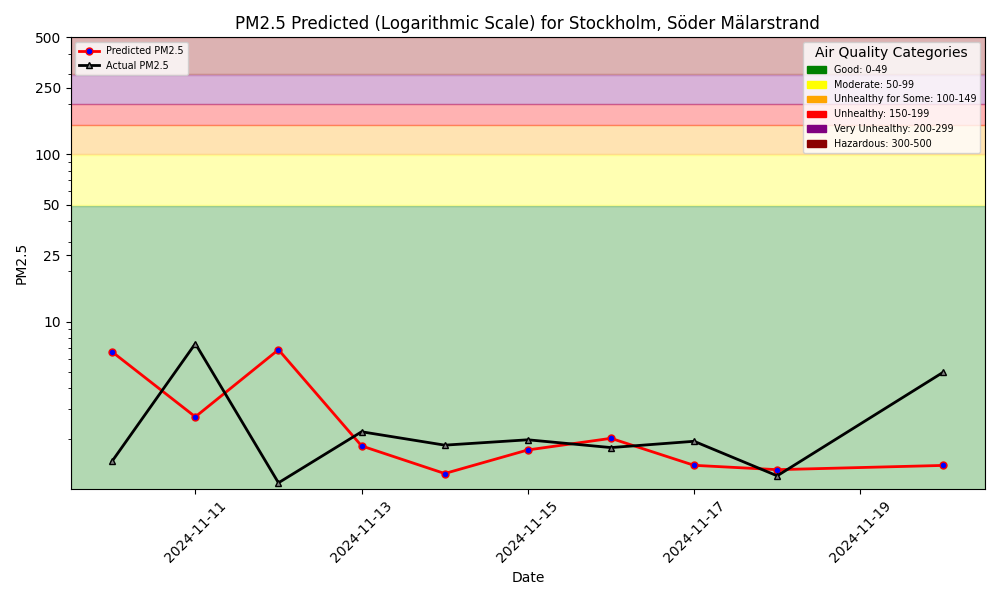 PM2.5 Predicted (Logarithmic Scale) for Stockholm, Söder Mälarstrand
Predicted PM2.5
Actual PM2.5
Air Quality Categories
Good: 0-49
Moderate: 50-99
Unhealthy for Some: 100-149
Unhealthy: 150-199
Very Unhealthy: 200-299
Hazardous: 300-500
500
250
100
50
25
10
PM2.5
2024-11-11
2024-11-13
2024-11-15
2024-11-17
2024-11-19
Date